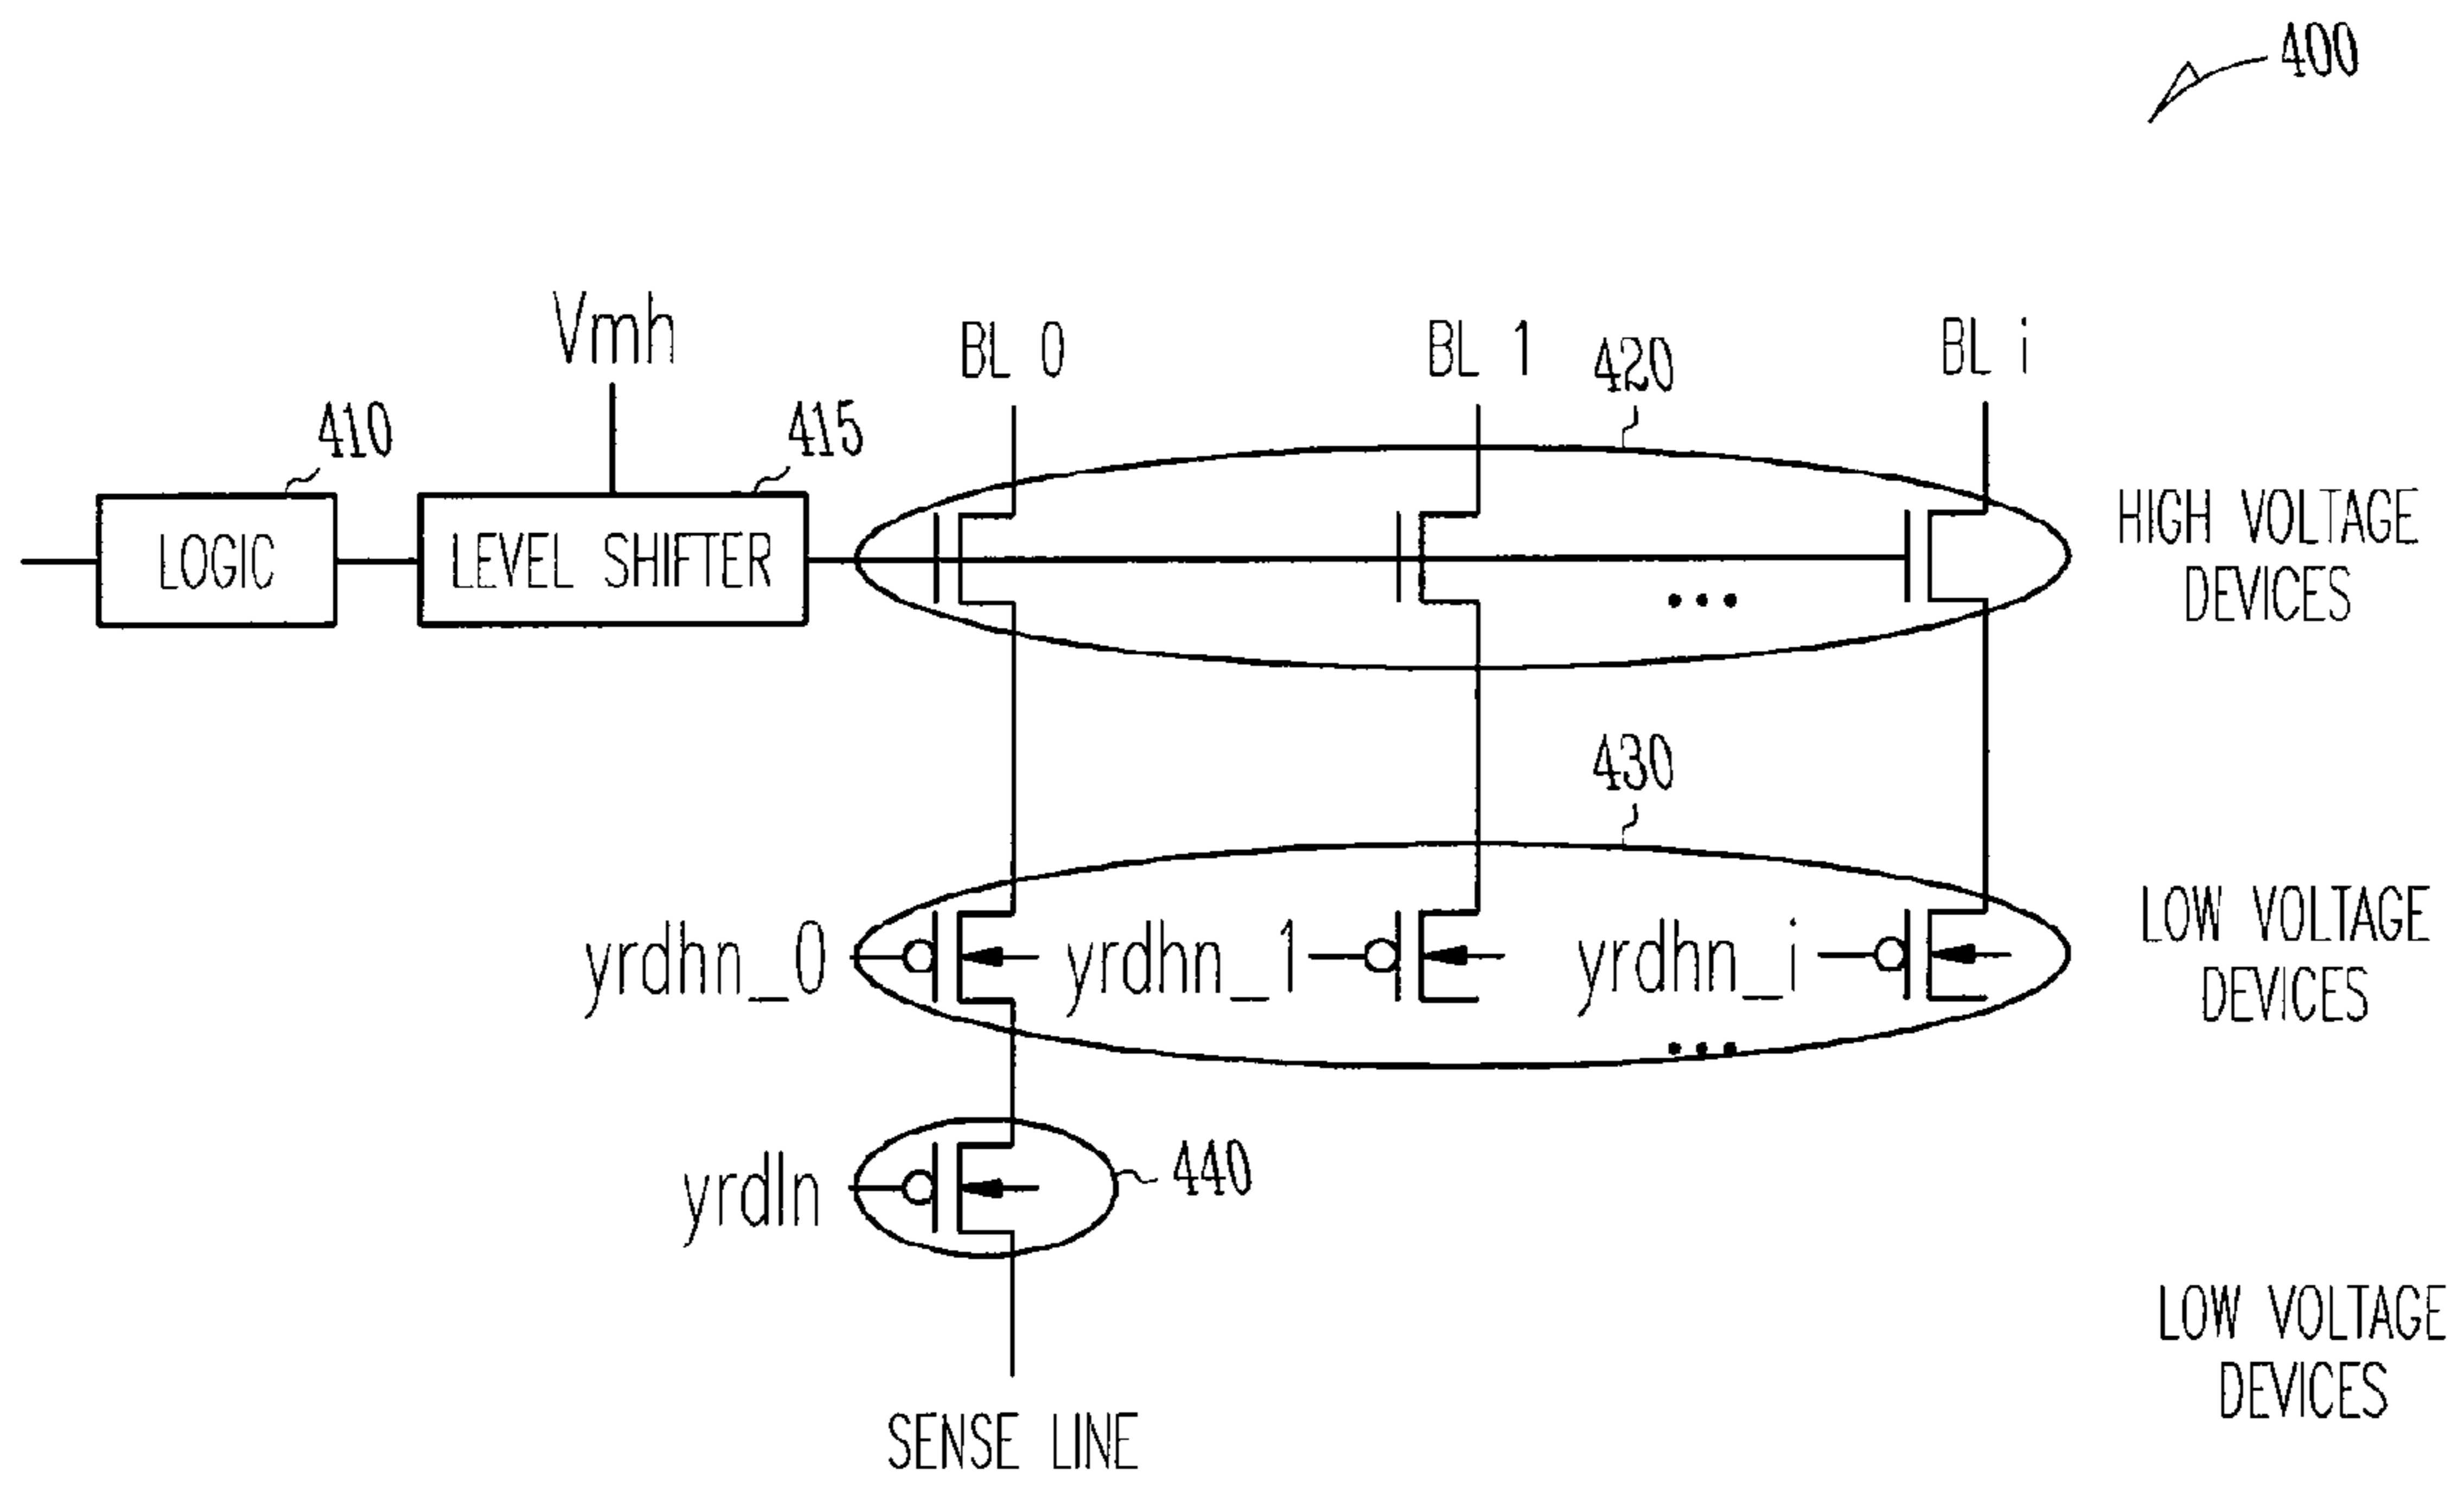 400
Vmh
BL 0
BL 1
420
BL i
410
415
LOGIC
LEVEL SHIFTER
HIGH VOLTAGE
DEVICES
430
yrdhn_0
yrdhn_1
yrdhn_i
LOW VOLTAGE
DEVICES
yrdln
440
LOW VOLTAGE
DEVICES
SENSE LINE